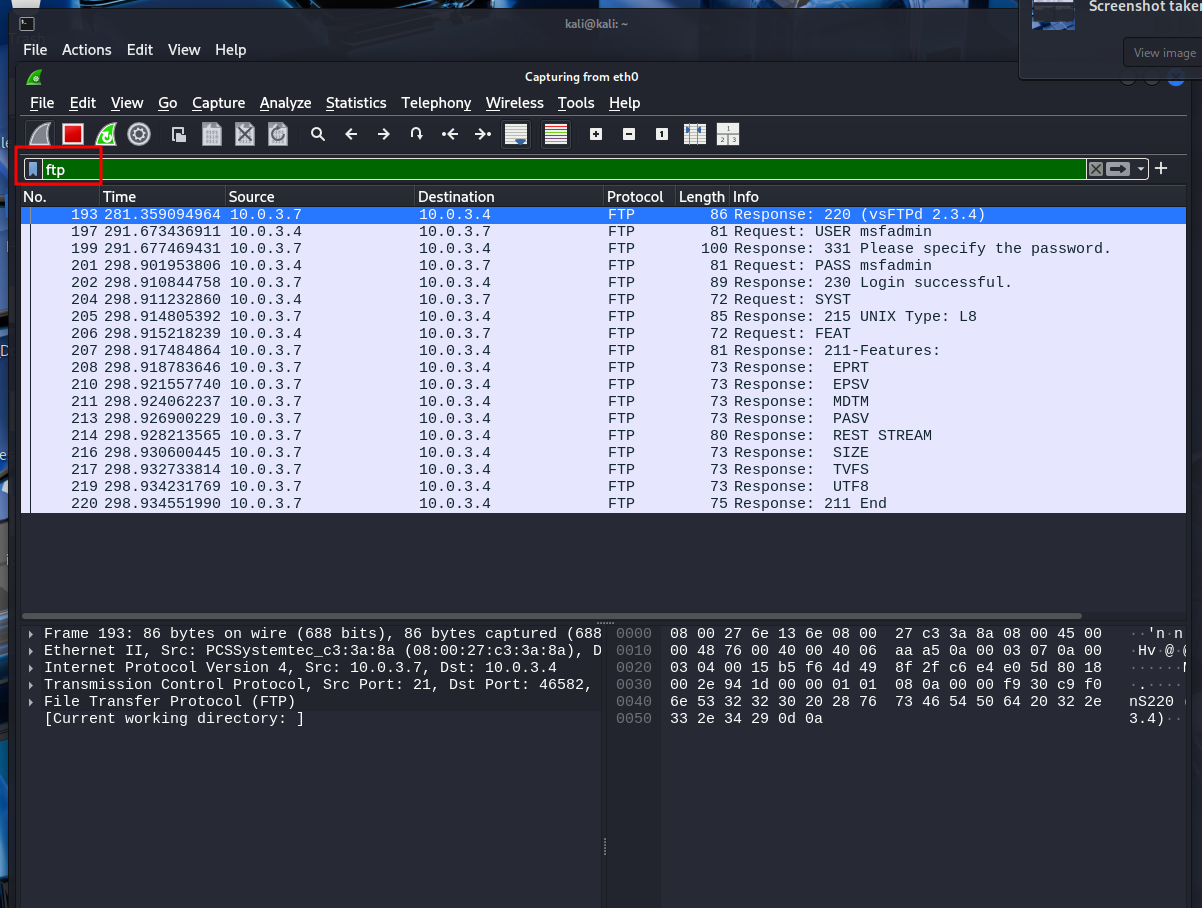 Screenshot taken
View image
kali@kali: ~
File Actions Edit View Help
Capturing from eth0
File Edit View Go Capture Analyze Statistics Telephony Wireless Tools Help
ftp
No. Time Source Destination Protocol Length Info
193 281.359094964 10.0.3.7 10.0.3.4 FTP 86 Response: 220 (vsFTPd 2.3.4)
197 291.673436911 10.0.3.4 10.0.3.7 FTP 81 Request: USER msfadmin
199 291.677469431 10.0.3.7 10.0.3.4 FTP 100 Response: 331 Please specify the password.
201 298.901953806 10.0.3.4 10.0.3.7 FTP 81 Request: PASS msfadmin
202 298.910844758 10.0.3.7 10.0.3.4 FTP 89 Response: 230 Login successful.
204 298.911232860 10.0.3.4 10.0.3.7 FTP 72 Request: SYST
205 298.914805392 10.0.3.7 10.0.3.4 FTP 85 Response: 215 UNIX Type: L8
206 298.915218239 10.0.3.4 10.0.3.7 FTP 72 Request: FEAT
207 298.917484864 10.0.3.7 10.0.3.4 FTP 81 Response: 211-Features:
208 298.918783646 10.0.3.7 10.0.3.4 FTP 73 Response: EPRT
210 298.921557740 10.0.3.7 10.0.3.4 FTP 73 Response: EPSV
211 298.924062237 10.0.3.7 10.0.3.4 FTP 73 Response: MDTM
213 298.926900229 10.0.3.7 10.0.3.4 FTP 73 Response: PASV
214 298.928213565 10.0.3.7 10.0.3.4 FTP 80 Response: REST STREAM
216 298.930600445 10.0.3.7 10.0.3.4 FTP 73 Response: SIZE
217 298.932733814 10.0.3.7 10.0.3.4 FTP 73 Response: TVFS
219 298.934231769 10.0.3.7 10.0.3.4 FTP 73 Response: UTF8
220 298.934551990 10.0.3.7 10.0.3.4 FTP 75 Response: 211 End
Frame 193: 86 bytes on wire (688 bits), 86 bytes captured (688
Ethernet II, Src: PCSSystemtec_c3:3a:8a (08:00:27:c3:3a:8a), D
Internet Protocol Version 4, Src: 10.0.3.7, Dst: 10.0.3.4
Transmission Control Protocol, Src Port: 21, Dst Port: 46582,
File Transfer Protocol (FTP)
[Current working directory: ]
0000 08 00 27 6e 13 6e 08 00 27 c3 3a 8a 08 00 45 00 ··'n·n
0010 00 48 76 00 40 00 40 06 aa a5 0a 00 03 07 0a 00 ·Hv·@·@
0020 03 04 00 15 b5 f6 4d 49 8f 2f c6 e4 e0 5d 80 18 ······M
0030 00 2e 94 1d 00 00 01 01 08 0a 00 00 f9 30 c9 f0 ·.····
0040 6e 53 32 32 30 20 28 76 73 46 54 50 64 20 32 2e nS220 (
0050 33 2e 34 29 0d 0a 3.4)··